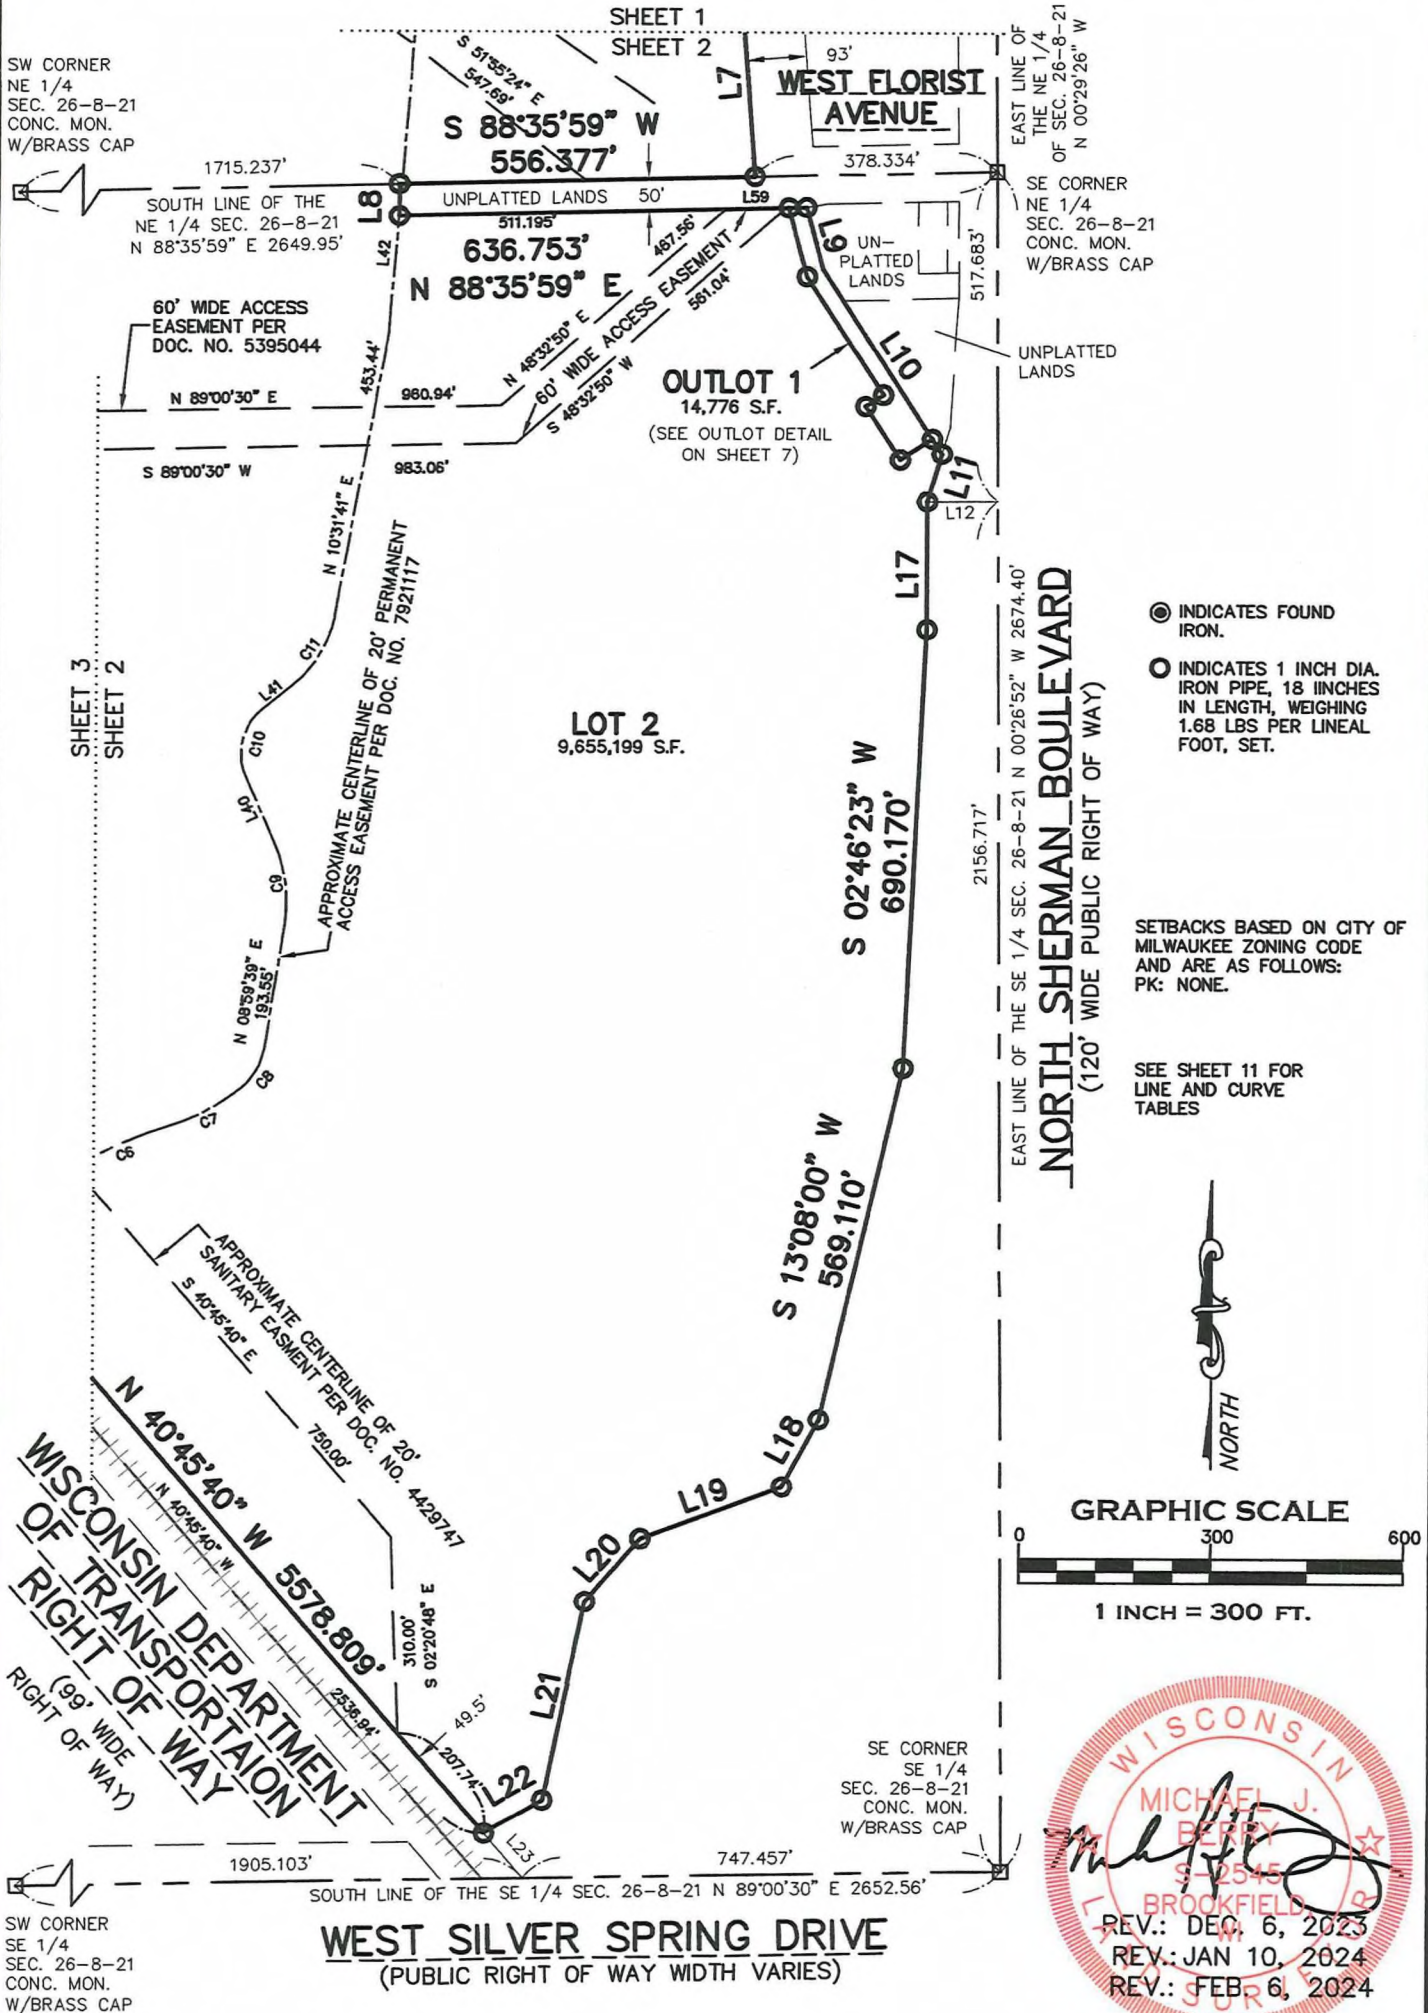 SHEET 1
SHEET 2
SW CORNER
NE 1/4
SEC. 26-8-21
CONC. MON.
W/BRASS CAP
S 51°55'24" E
547.69'
L7
93'
WEST FLORIST
AVENUE
EAST LINE OF
THE NE 1/4
OF SEC. 26-8-21
N 00°29'26" W
S 88°35'59" W
556.377'
1715.237'
378.334'
SOUTH LINE OF THE
NE 1/4 SEC. 26-8-21
N 88°35'59" E 2649.95'
L8
UNPLATTED LANDS
50'
L59
SE CORNER
NE 1/4
SEC. 26-8-21
CONC. MON.
W/BRASS CAP
511.195'
636.753'
N 88°35'59" E
L42
467.56'
L9
UN-
PLATTED
LANDS
517.683'
60' WIDE ACCESS
EASEMENT PER
DOC. NO. 5395044
453.44'
N 48°32'50" E
60' WIDE ACCESS EASEMENT
561.04'
S 48°32'50" W
L10
UNPLATTED
LANDS
N 89°00'30" E
960.94'
OUTLOT 1
14,776 S.F.
(SEE OUTLOT DETAIL
ON SHEET 7)
S 89°00'30" W
983.06'
L11
L12
N 10°31'41" E
L17
APPROXIMATE CENTERLINE OF 20' PERMANENT
ACCESS EASEMENT PER DOC. NO. 7921117
INDICATES FOUND
IRON.
INDICATES 1 INCH DIA.
IRON PIPE, 18 IINCHES
IN LENGTH, WEIGHING
1.68 LBS PER LINEAL
FOOT, SET.
SHEET 3
SHEET 2
C11
L41
C10
L40
C9
LOT 2
9,655,199 S.F.
S 02°46'23" W
690.170'
2156.717'
EAST LINE OF THE SE 1/4 SEC. 26-8-21 N 00°26'52" W 2674.40'
NORTH SHERMAN BOULEVARD
(120' WIDE PUBLIC RIGHT OF WAY)
SETBACKS BASED ON CITY OF
MILWAUKEE ZONING CODE
AND ARE AS FOLLOWS:
PK: NONE.
N 08°59'39" E
193.55'
C8
C7
C6
SEE SHEET 11 FOR
LINE AND CURVE
TABLES
S 13°08'00" W
569.110'
APPROXIMATE CENTERLINE OF 20'
SANITARY EASMENT PER DOC. NO. 4429747
S 40°45'40" E
750.00'
NORTH
N 40°45'40" W 5578.809'
N 40°45'40" W
WISCONSIN DEPARTMENT
OF TRANSPORTAION
RIGHT OF WAY
(99' WIDE
RIGHT OF WAY)
2536.94'
L18
L19
L20
L21
L22
310.00'
S 02°20'48" E
49.5'
207.74'
L23
GRAPHIC SCALE
0 300 600
1 INCH = 300 FT.
SE CORNER
SE 1/4
SEC. 26-8-21
CONC. MON.
W/BRASS CAP
WISCONSIN
MICHAEL J.
BERRY
S-2545
BROOKFIELD,
WI
LAND SURVEYOR
REV.: DEC. 6, 2023
REV.: JAN 10, 2024
REV.: FEB. 6, 2024
1905.103'
747.457'
SOUTH LINE OF THE SE 1/4 SEC. 26-8-21 N 89°00'30" E 2652.56'
SW CORNER
SE 1/4
SEC. 26-8-21
CONC. MON.
W/BRASS CAP
WEST SILVER SPRING DRIVE
(PUBLIC RIGHT OF WAY WIDTH VARIES)